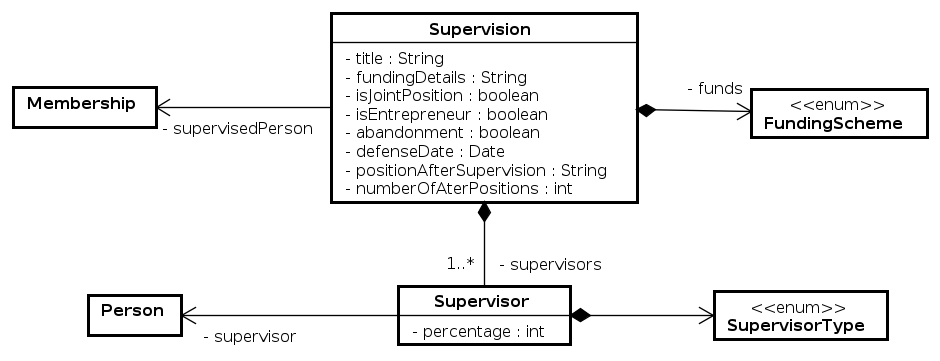 Supervision
- title : String
- fundingDetails : String
- isJointPosition : boolean
- isEntrepreneur : boolean
- abandonment : boolean
- defenseDate : Date
- positionAfterSupervision : String
- numberOfAterPositions : int
Membership
- supervisedPerson
- funds
<<enum>>
FundingScheme
1..*
- supervisors
Person
- supervisor
Supervisor
- percentage : int
<<enum>>
SupervisorType